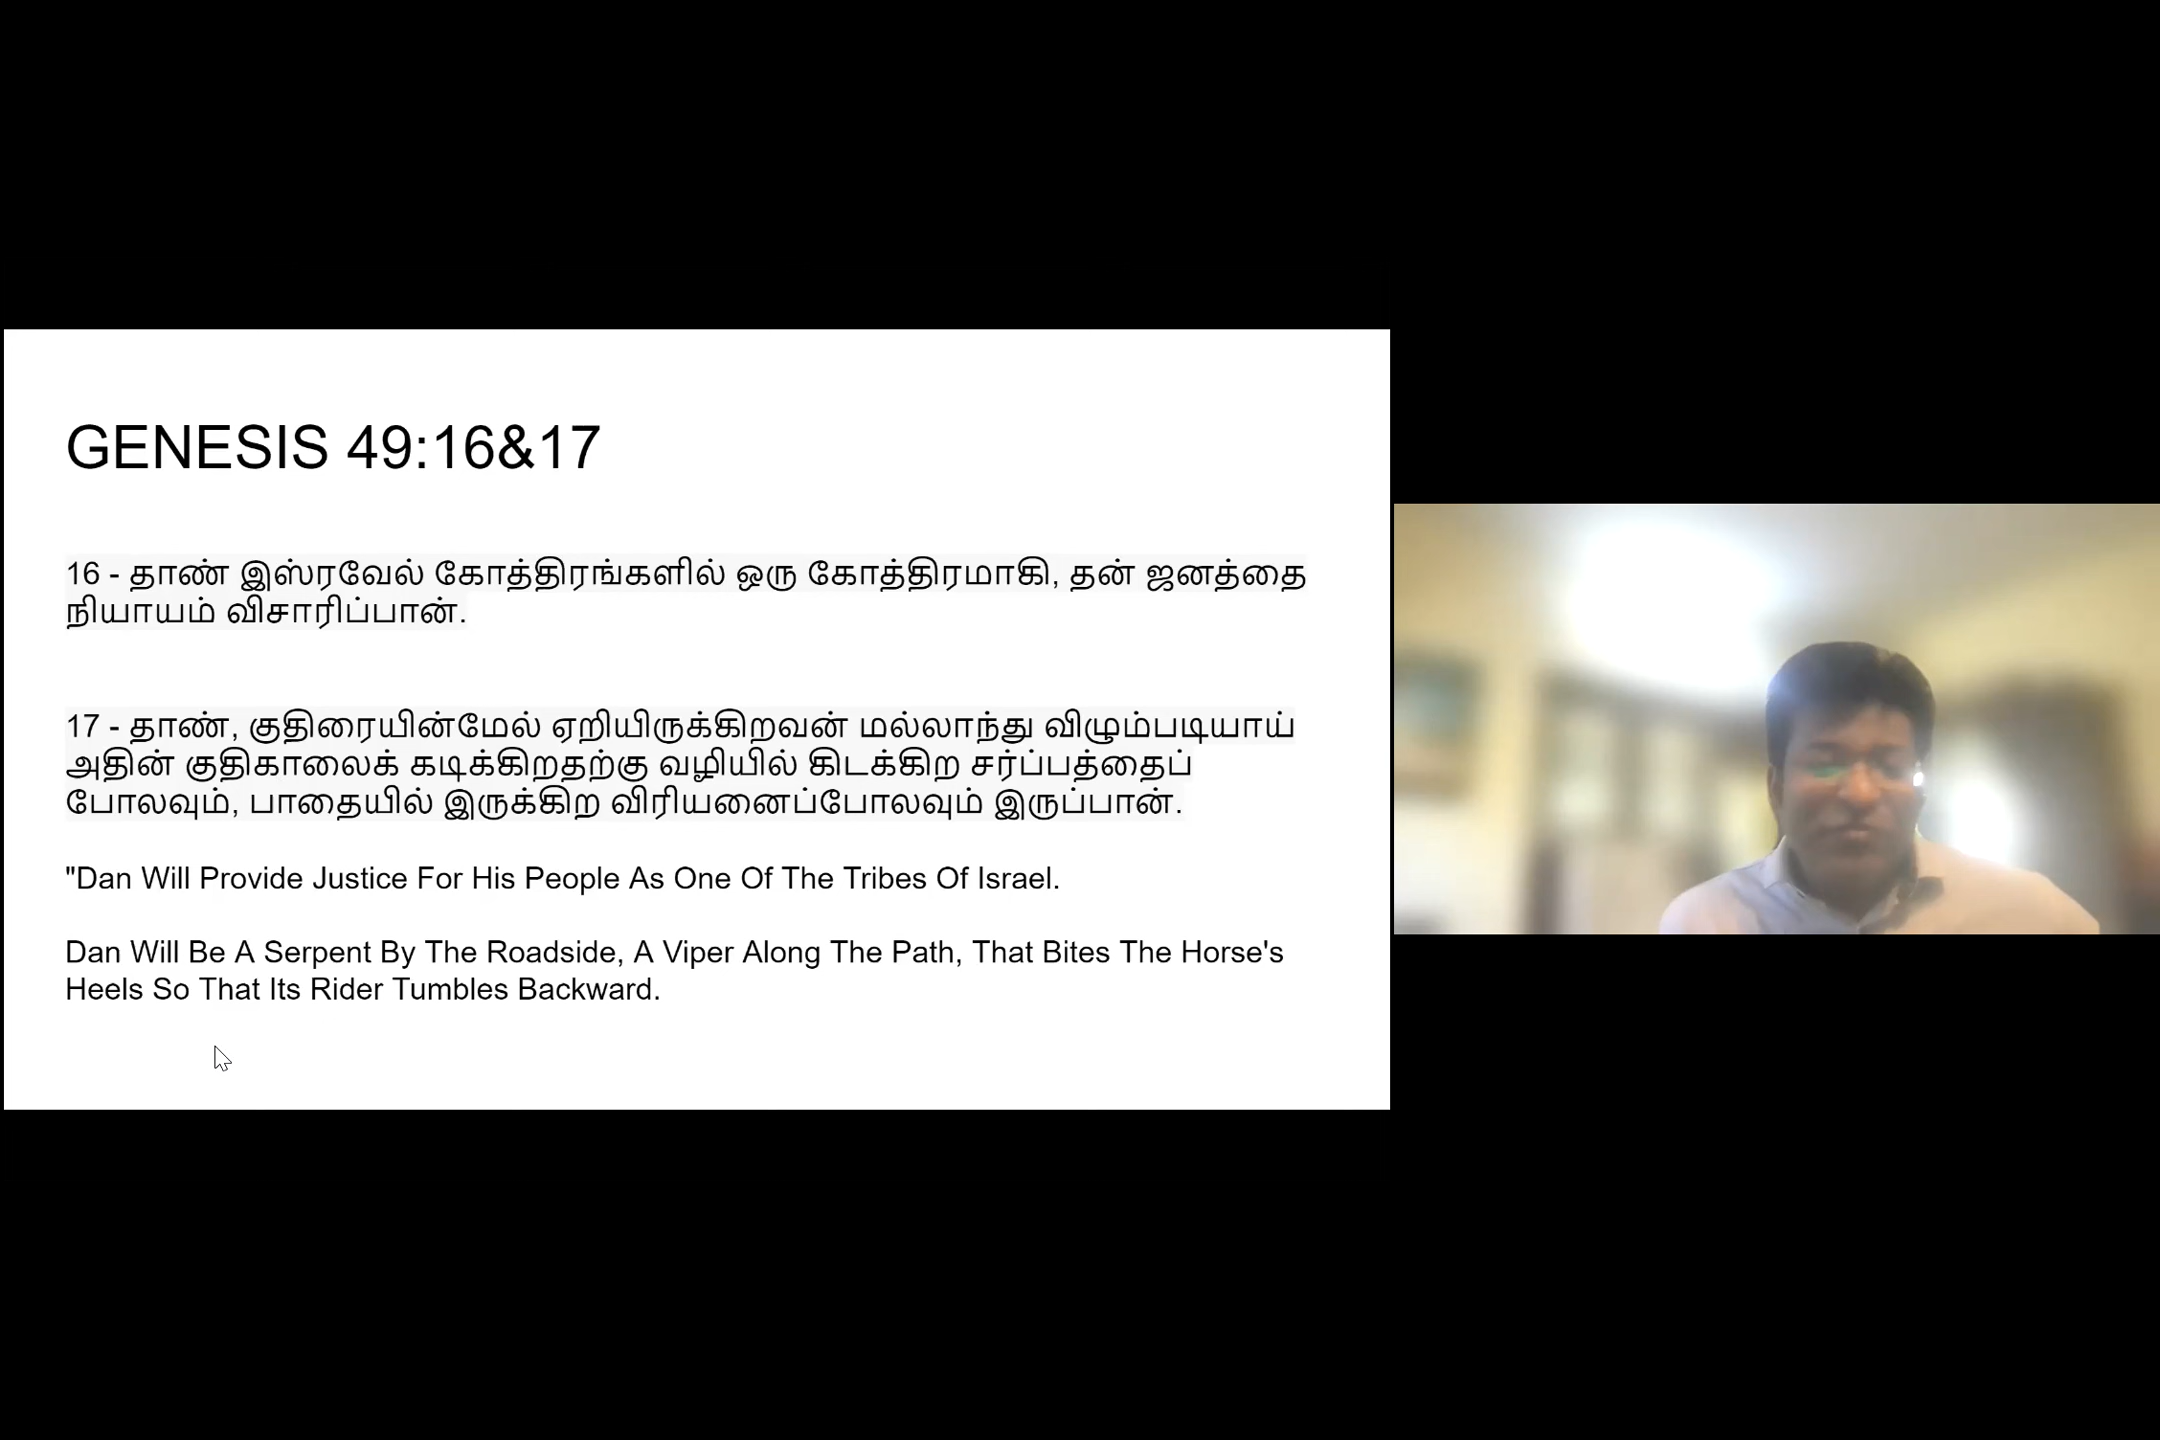 GENESIS 49:16&17
16 - தாண் இஸ்ரவேல் கோத்திரங்களில் ஒரு கோத்திரமாகி, தன் ஜனத்தை
நியாயம் விசாரிப்பான்.
17 - தாண், குதிரையின்மேல் ஏறியிருக்கிறவன் மல்லாந்து விழும்படியாய்
அதின் குதிகாலைக் கடிக்கிறதற்கு வழியில் கிடக்கிற சர்ப்பத்தைப்
போலவும், பாதையில் இருக்கிற விரியனைப்போலவும் இருப்பான்.
"Dan Will Provide Justice For His People As One Of The Tribes Of Israel.
Dan Will Be A Serpent By The Roadside, A Viper Along The Path, That Bites The Horse's
Heels So That Its Rider Tumbles Backward.